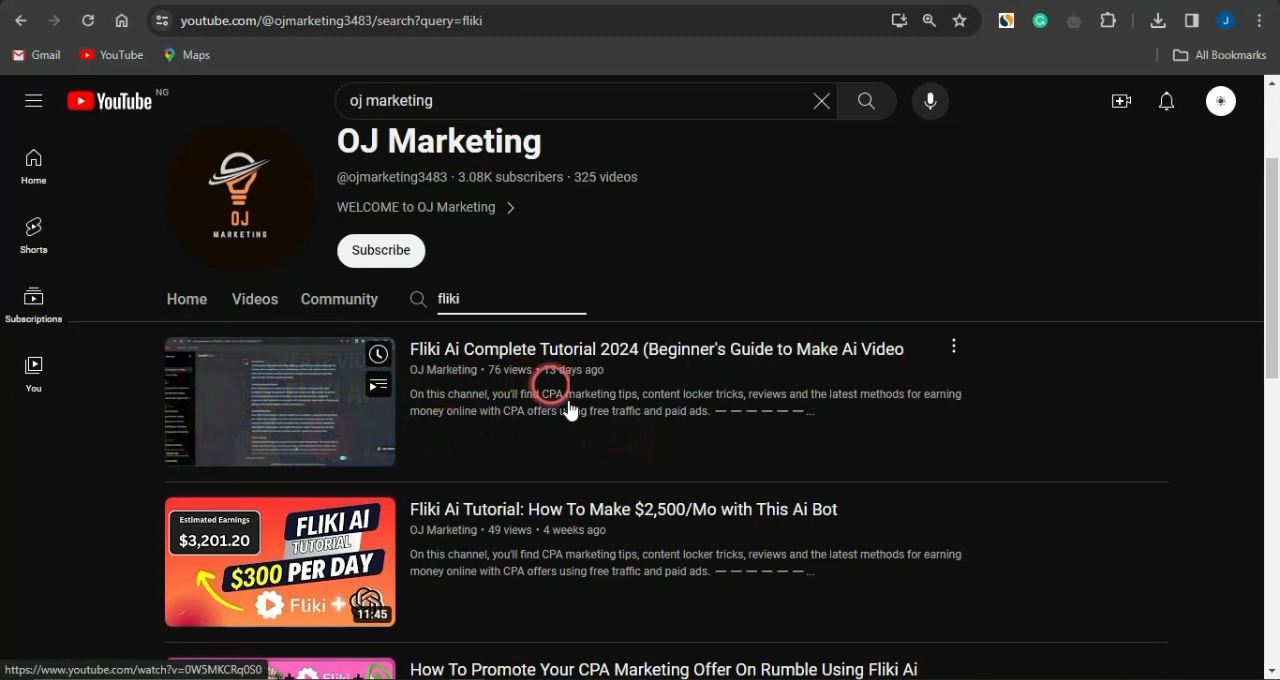 youtube.com/@ojmarketing3483/search?query=fliki
J
Gmail
YouTube
Maps
All Bookmarks
YouTube
NG
oj marketing
OJ Marketing
@ojmarketing3483 · 3.08K subscribers · 325 videos
WELCOME to OJ Marketing
Subscribe
OJ
MARKETING
Home
Shorts
Subscriptions
You
Home
Videos
Community
fliki
Fliki Ai Complete Tutorial 2024 (Beginner's Guide to Make Ai Video
OJ Marketing • 76 views • 13 days ago
On this channel, you'll find CPA marketing tips, content locker tricks, reviews and the latest methods for earning
money online with CPA offers using free traffic and paid ads. — — — — — —...
Estimated Earnings
$3,201.20
FLIKI AI
TUTORIAL
$300 PER DAY
Fliki +
11:45
Fliki Ai Tutorial: How To Make $2,500/Mo with This Ai Bot
OJ Marketing • 49 views • 4 weeks ago
On this channel, you'll find CPA marketing tips, content locker tricks, reviews and the latest methods for earning
money online with CPA offers using free traffic and paid ads. — — — — — —...
https://www.youtube.com/watch?v=0W5MKCRq0S0
Fliki
How To Promote Your CPA Marketing Offer On Rumble Using Fliki Ai